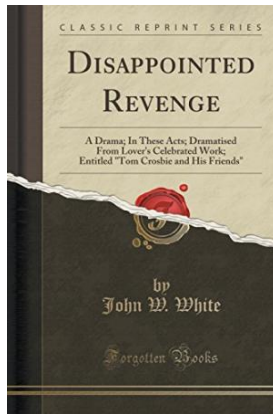 CLASSIC REPRINT SERIES
DISAPPOINTED
REVENGE
A Drama; In These Acts; Dramatised
From Lover's Celebrated Work;
Entitled "Tom Crosbie and His Friends"
by
John W. White
Forgotten Books